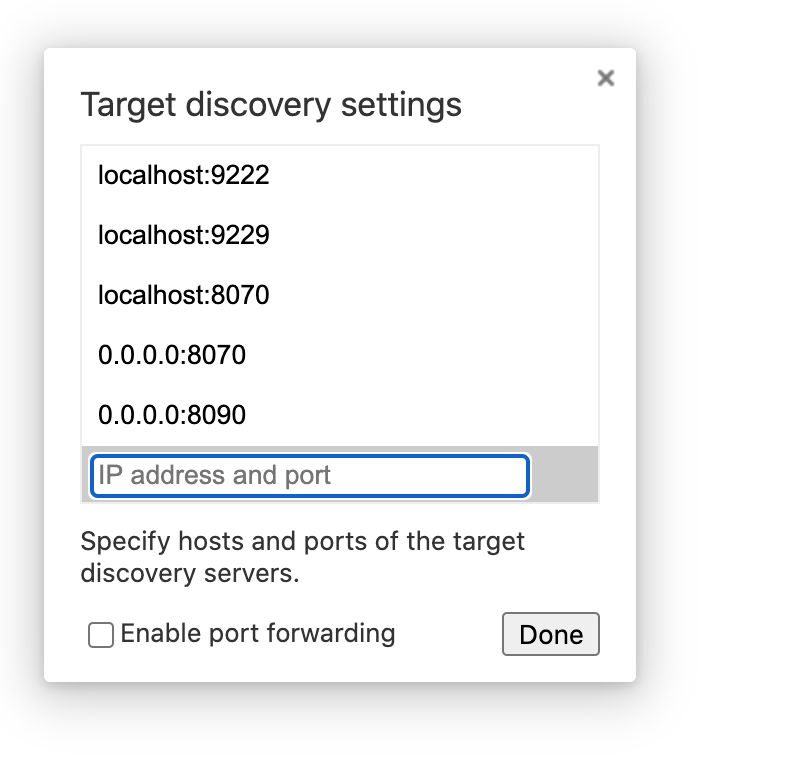 Target discovery settings
localhost:9222
localhost:9229
localhost:8070
0.0.0.0:8070
0.0.0.0:8090
IP address and port
Specify hosts and ports of the target
discovery servers.
Enable port forwarding
Done